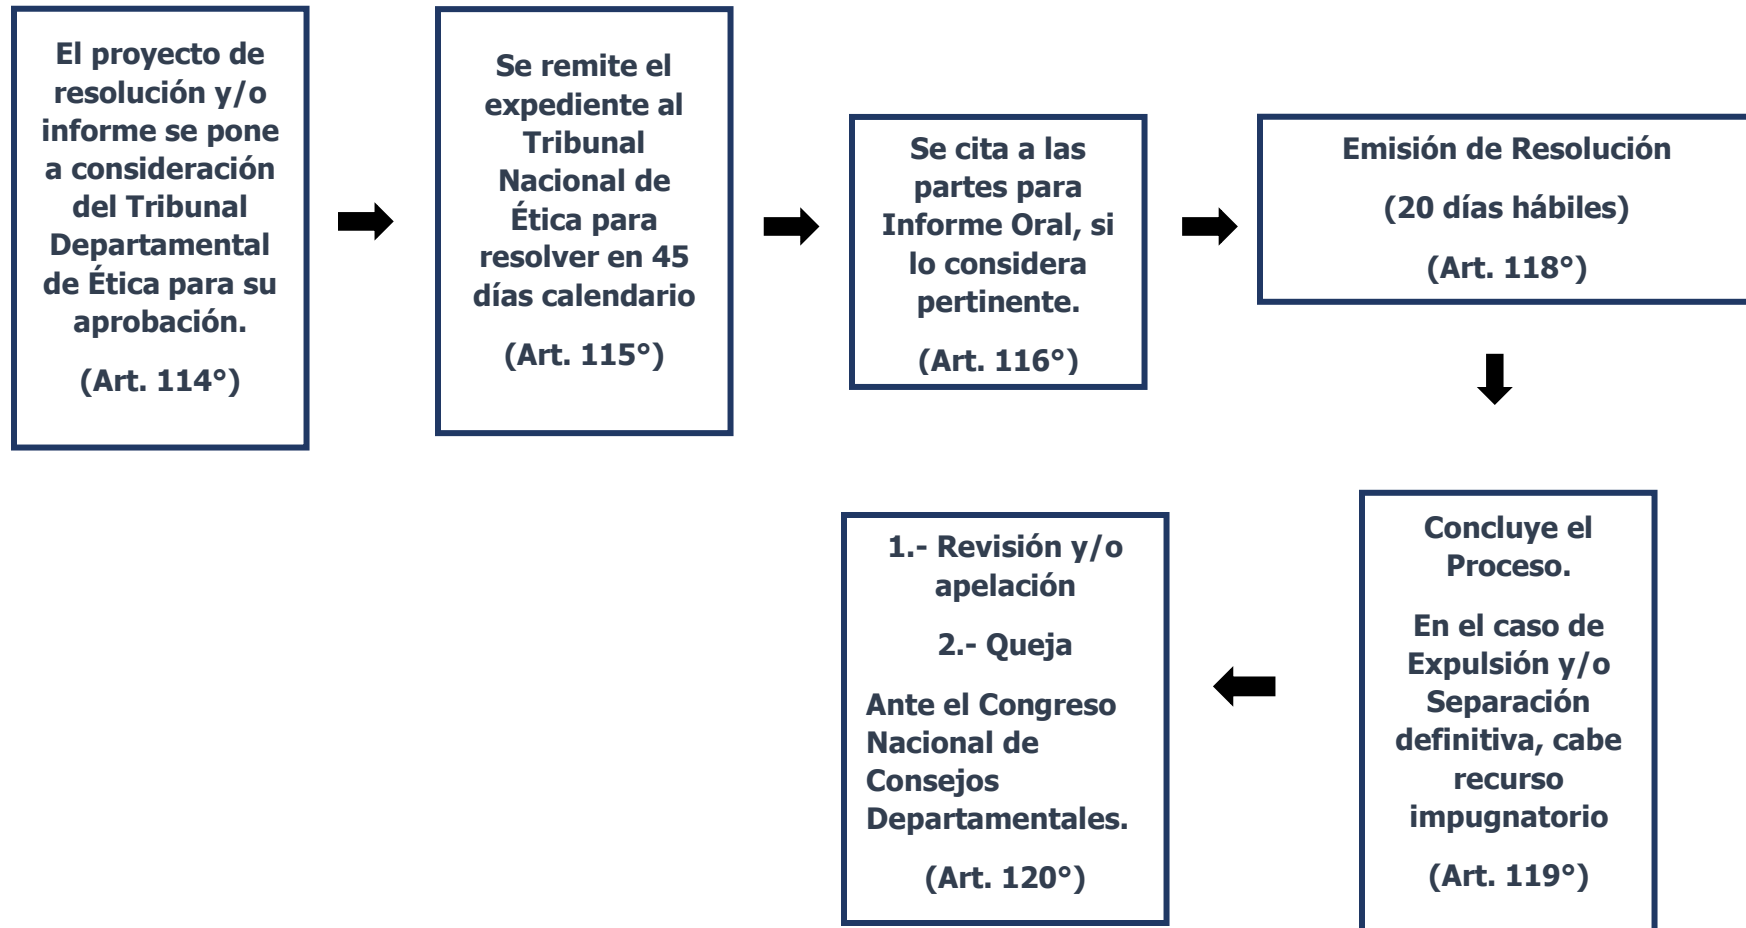 El proyecto de
resolución y/o
informe se pone
a consideración
del Tribunal
Departamental
de Ética para su
aprobación.
(Art. 114°)
Se remite el
expediente al
Tribunal
Nacional de
Ética para
resolver en 45
días calendario
(Art. 115°)
Se cita a las
partes para
Informe Oral, si
lo considera
pertinente.
(Art. 116°)
Emisión de Resolución
(20 días hábiles)
(Art. 118°)
Concluye el
Proceso.
En el caso de
Expulsión y/o
Separación
definitiva, cabe
recurso
impugnatorio
(Art. 119°)
1.- Revisión y/o
apelación
2.- Queja
Ante el Congreso
Nacional de
Consejos
Departamentales.
(Art. 120°)